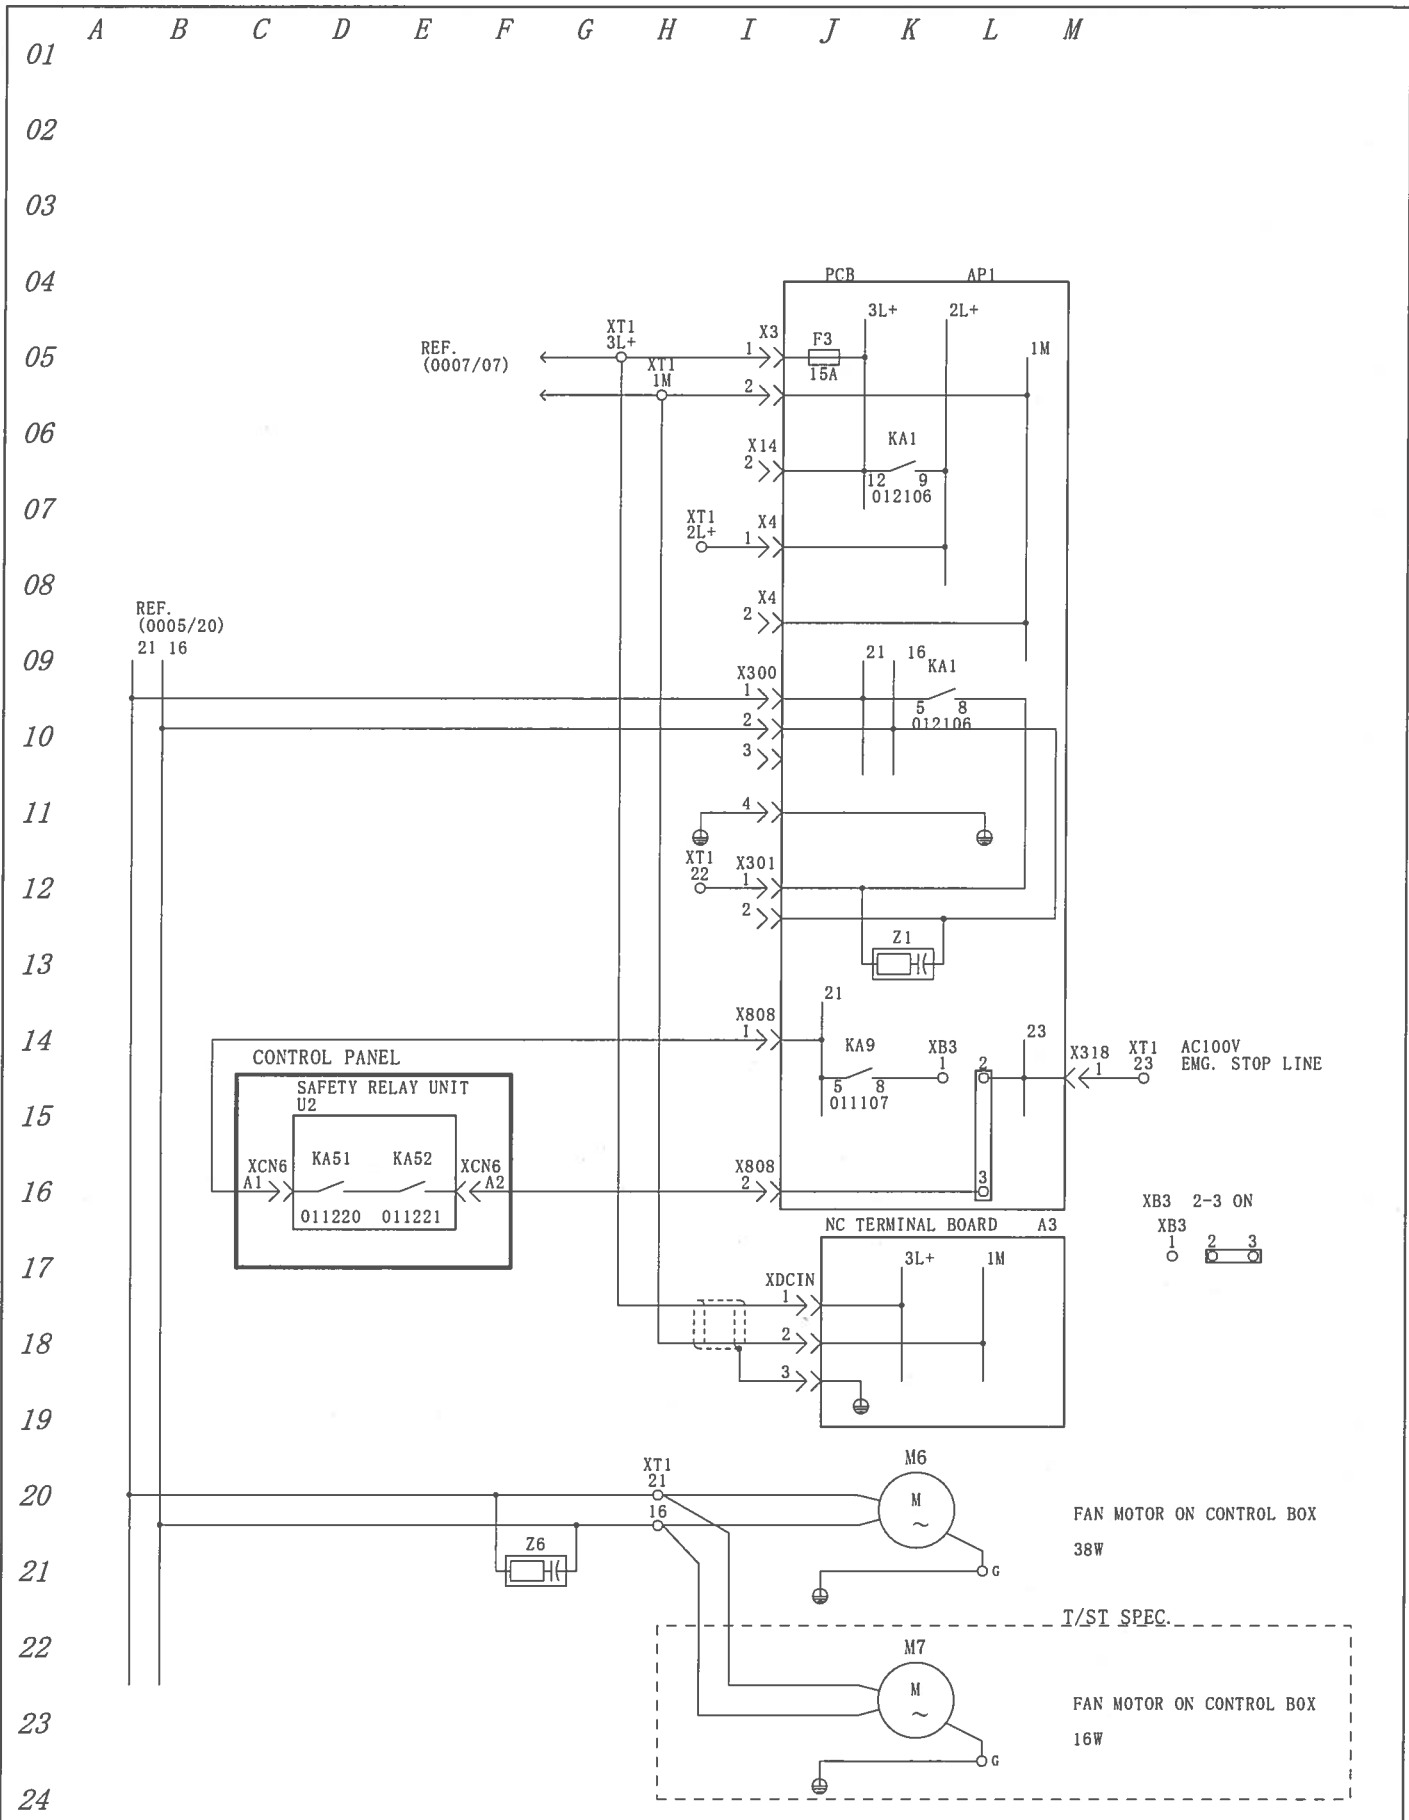 A B C D E F G H I J K L M
01
02
03
04 PCB AP1
3L+ 2L+
XT1 X3 F3
3L+ 1 1M
05 REF.
(0007/07)
XT1 15A
1M 2
06 KA1
X14
2 12 9
012106
07 XT1 X4
2L+ 1
08 X4
REF. 2
(0005/20)
21 16
09 21 16 KA1
X300
1 5 8
012106
10 2
3
11 4
XT1 X301
22 1
12
2
Z1
13
21
X808
1 23
14 KA9 XB3 X318 XT1 AC100V
CONTROL PANEL 1 2 1 23 EMG. STOP LINE
SAFETY RELAY UNIT 5 8
U2 011107
15
KA51 KA52
XCN6 XCN6 X808
A1 A2 2 3
16
011220 011221
XB3 2-3 ON
NC TERMINAL BOARD A3 XB3
1 2 3
17 3L+ 1M
XDCIN
1
18 2
3
19
M6
XT1
21
20 M
~
16 FAN MOTOR ON CONTROL BOX
Z6 38W
21 G
T/ST SPEC.
22 M7
M
~
23 FAN MOTOR ON CONTROL BOX
16W
G
24